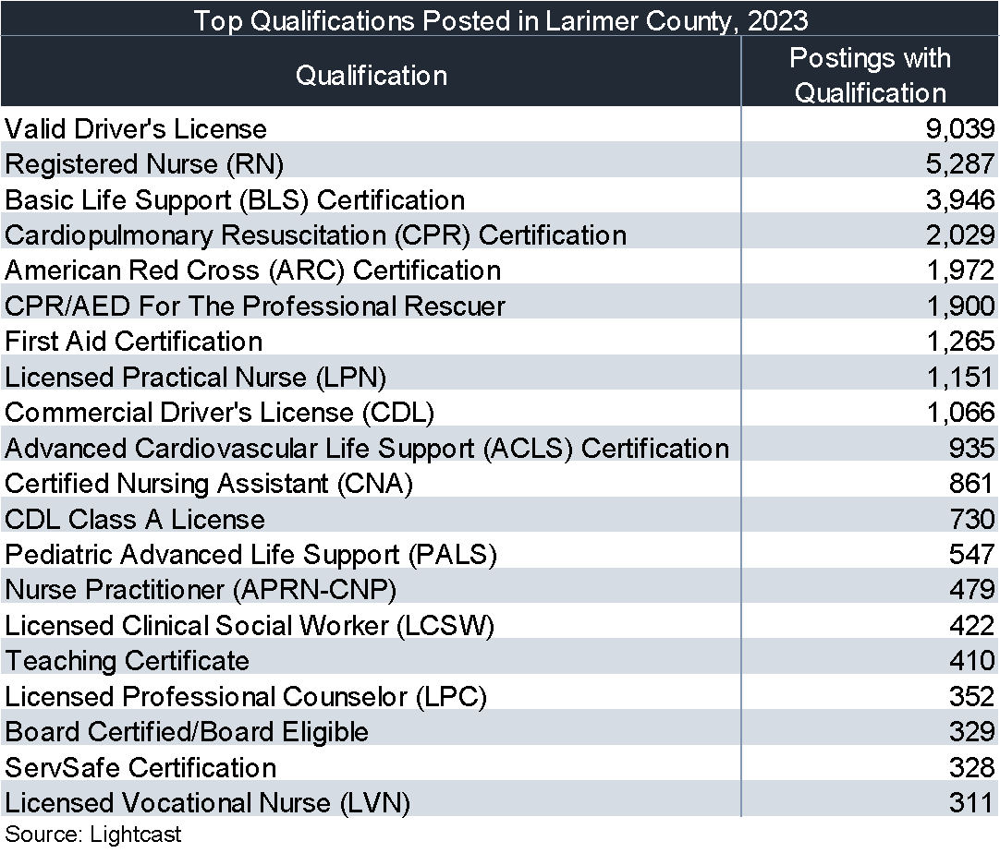 Top Qualifications Posted in Larimer County, 2023
Qualification
Postings with
Qualification
Valid Driver's License 9,039
Registered Nurse (RN) 5,287
Basic Life Support (BLS) Certification 3,946
Cardiopulmonary Resuscitation (CPR) Certification 2,029
American Red Cross (ARC) Certification 1,972
CPR/AED For The Professional Rescuer 1,900
First Aid Certification 1,265
Licensed Practical Nurse (LPN) 1,151
Commercial Driver's License (CDL) 1,066
Advanced Cardiovascular Life Support (ACLS) Certification 935
Certified Nursing Assistant (CNA) 861
CDL Class A License 730
Pediatric Advanced Life Support (PALS) 547
Nurse Practitioner (APRN-CNP) 479
Licensed Clinical Social Worker (LCSW) 422
Teaching Certificate 410
Licensed Professional Counselor (LPC) 352
Board Certified/Board Eligible 329
ServSafe Certification 328
Licensed Vocational Nurse (LVN) 311
Source: Lightcast